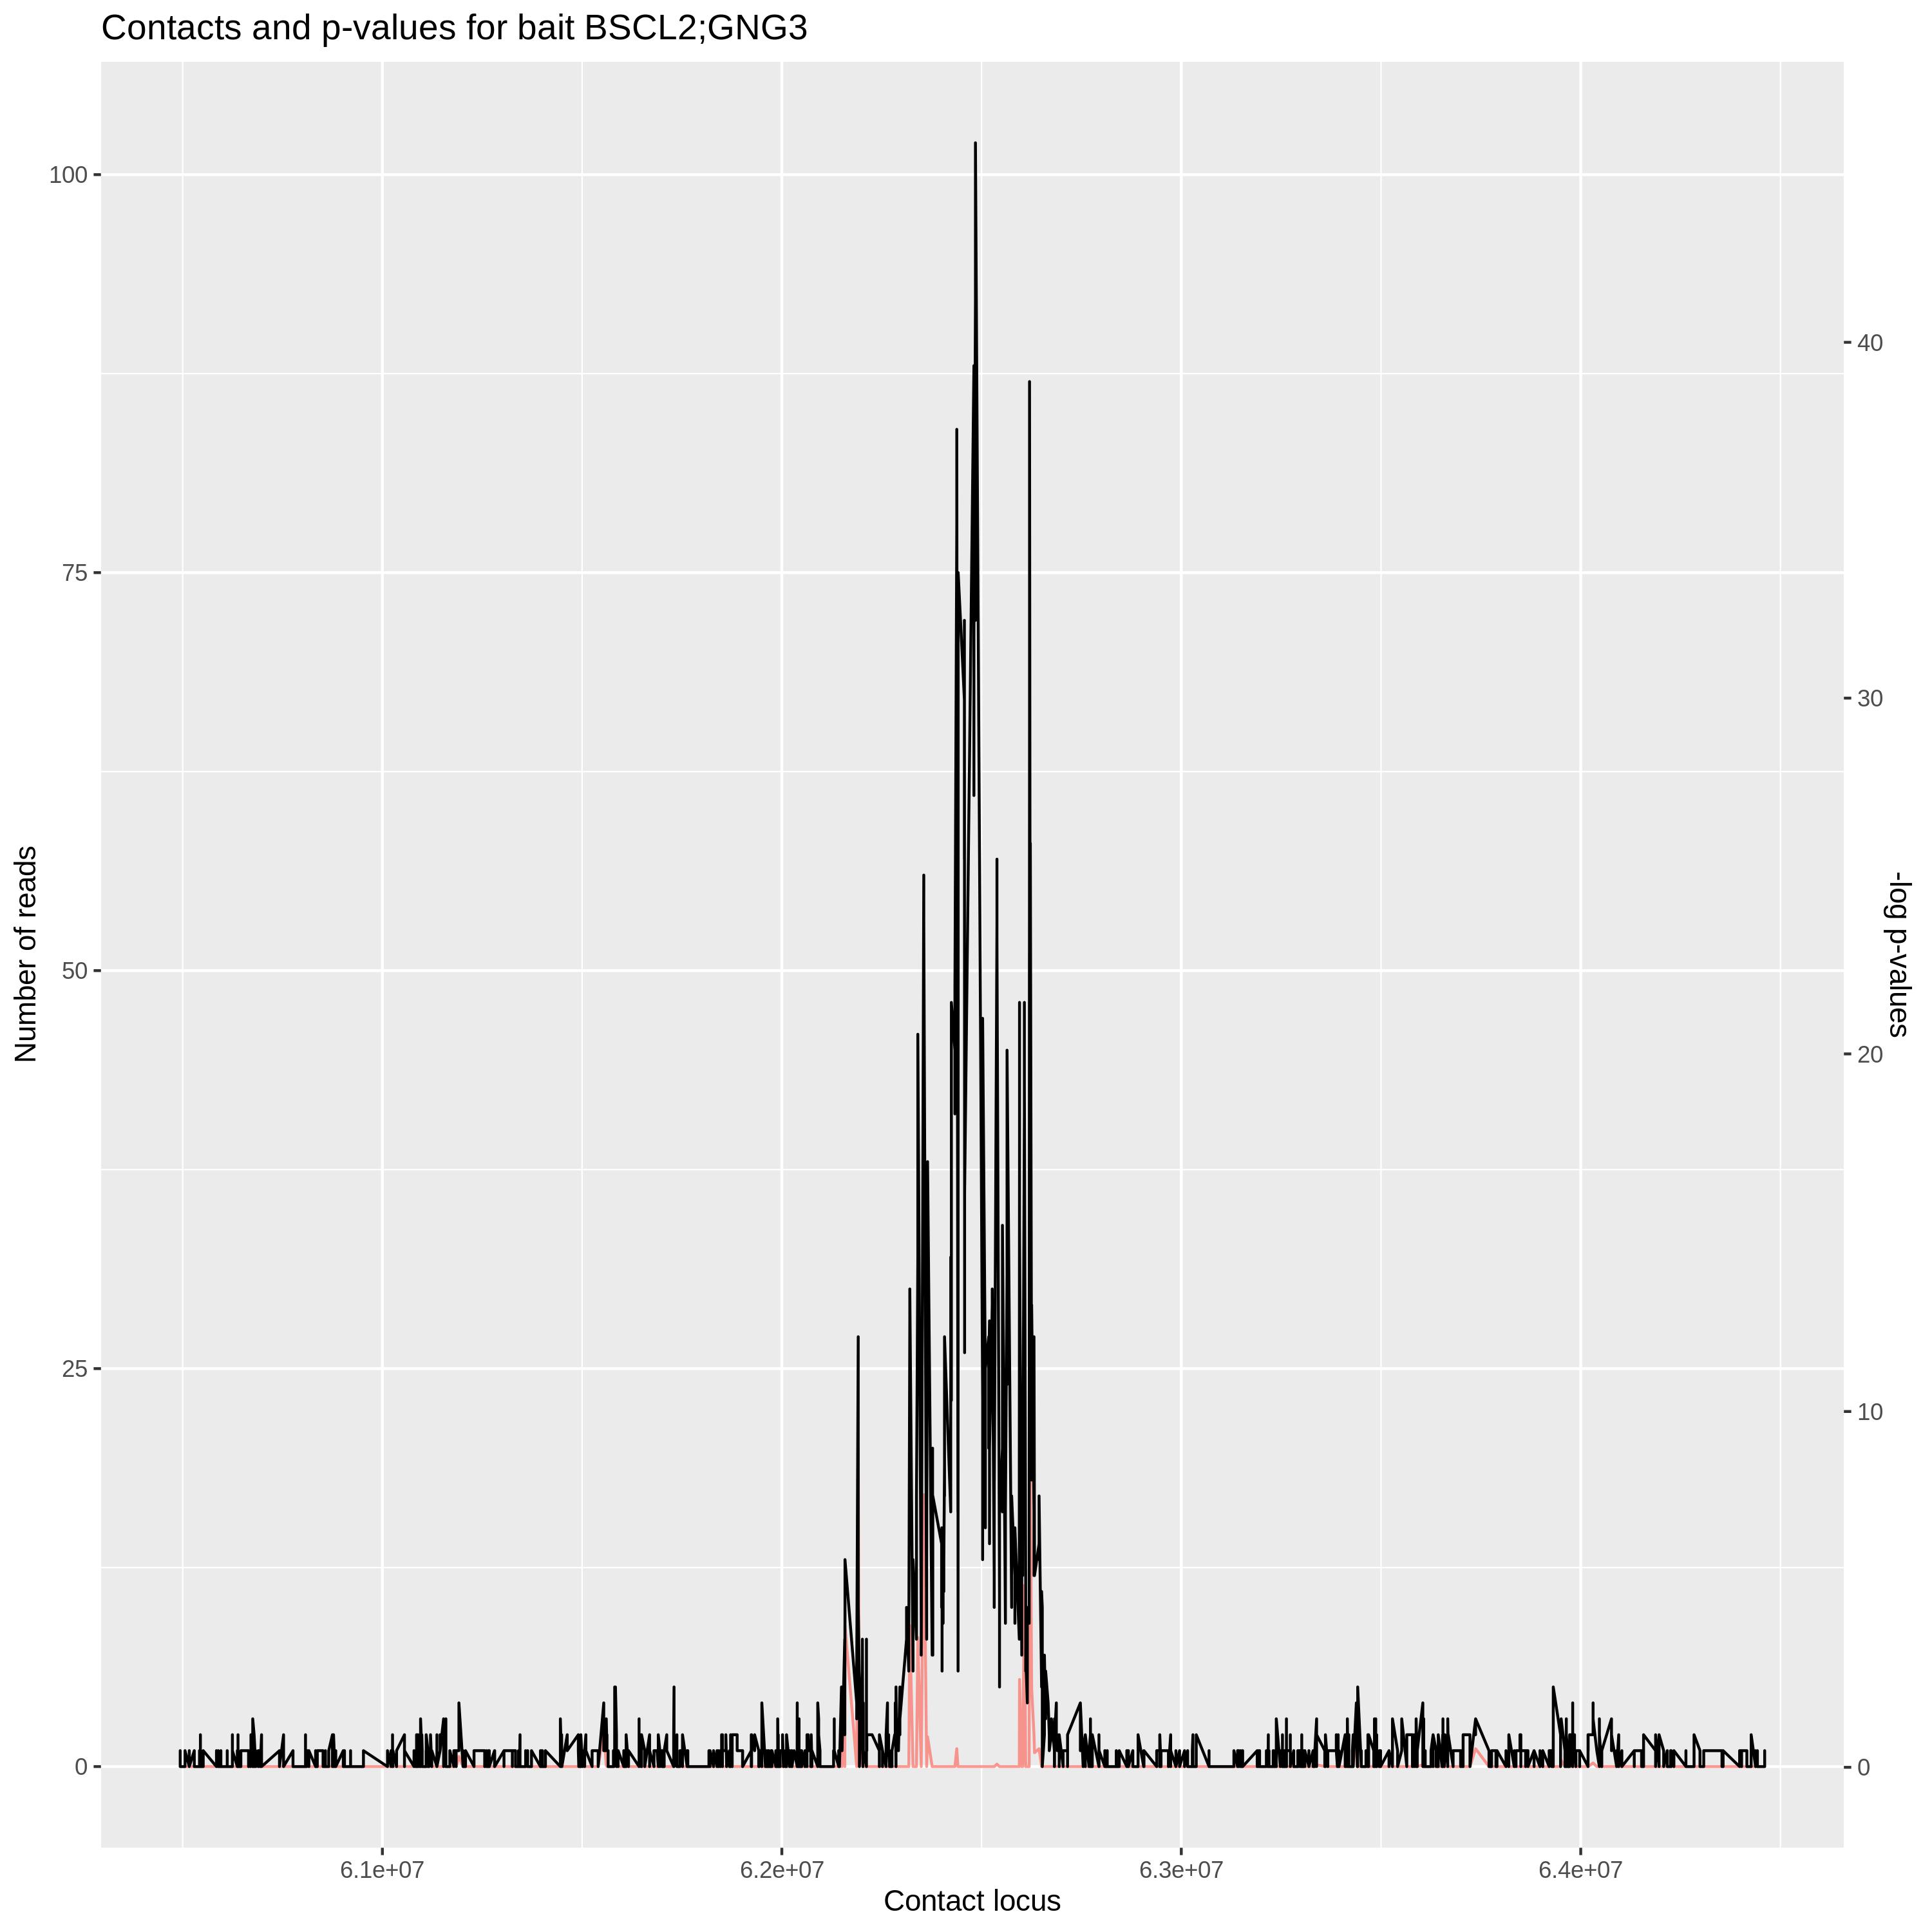 Contacts and p-values for bait BSCL2;GNG3
100
75
50
25
0
Number of reads
40
30
20
10
0
-log p-values
6.1e+07
6.2e+07
6.3e+07
6.4e+07
Contact locus